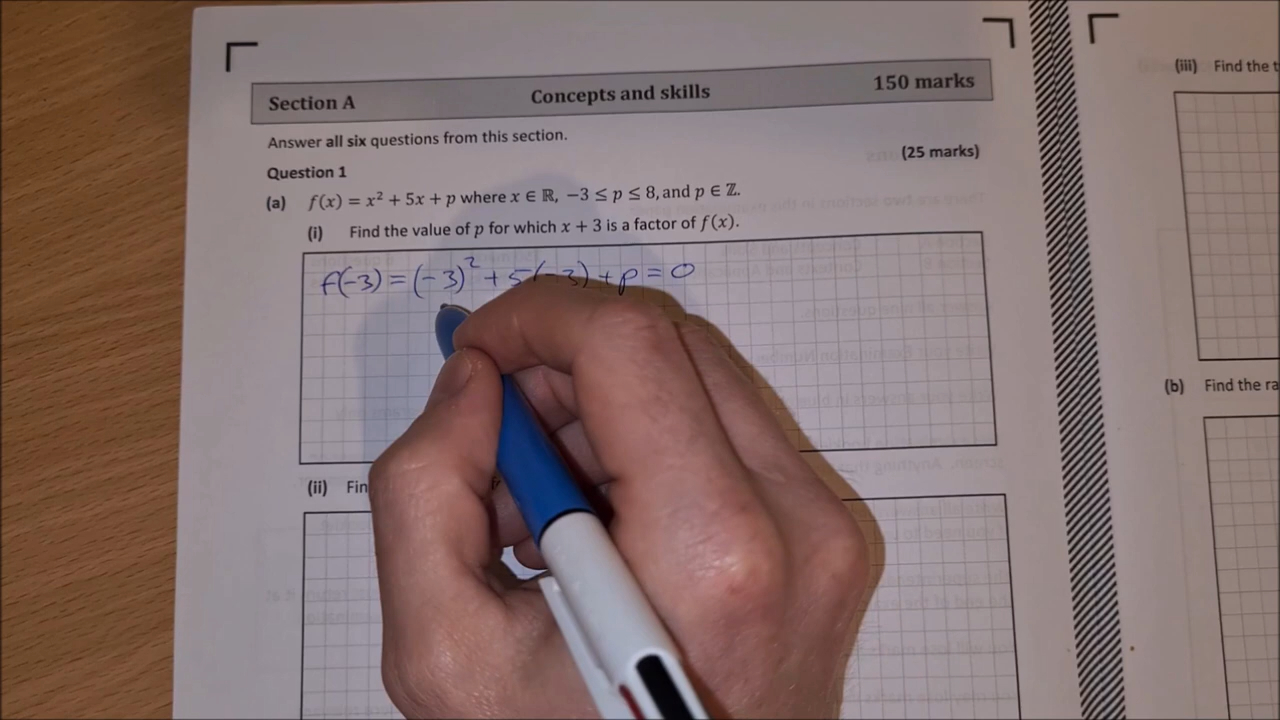 Section A Concepts and skills 150 marks
Answer all six questions from this section.
Question 1 (25 marks)
(a) f(x) = x² + 5x + p where x ∈ ℝ, −3 ≤ p ≤ 8, and p ∈ ℤ.
(i) Find the value of p for which x + 3 is a factor of f(x).
f(-3) = (-3)² + 5(-3) + p = 0
(ii)
(iii) Find the
(b) Find the